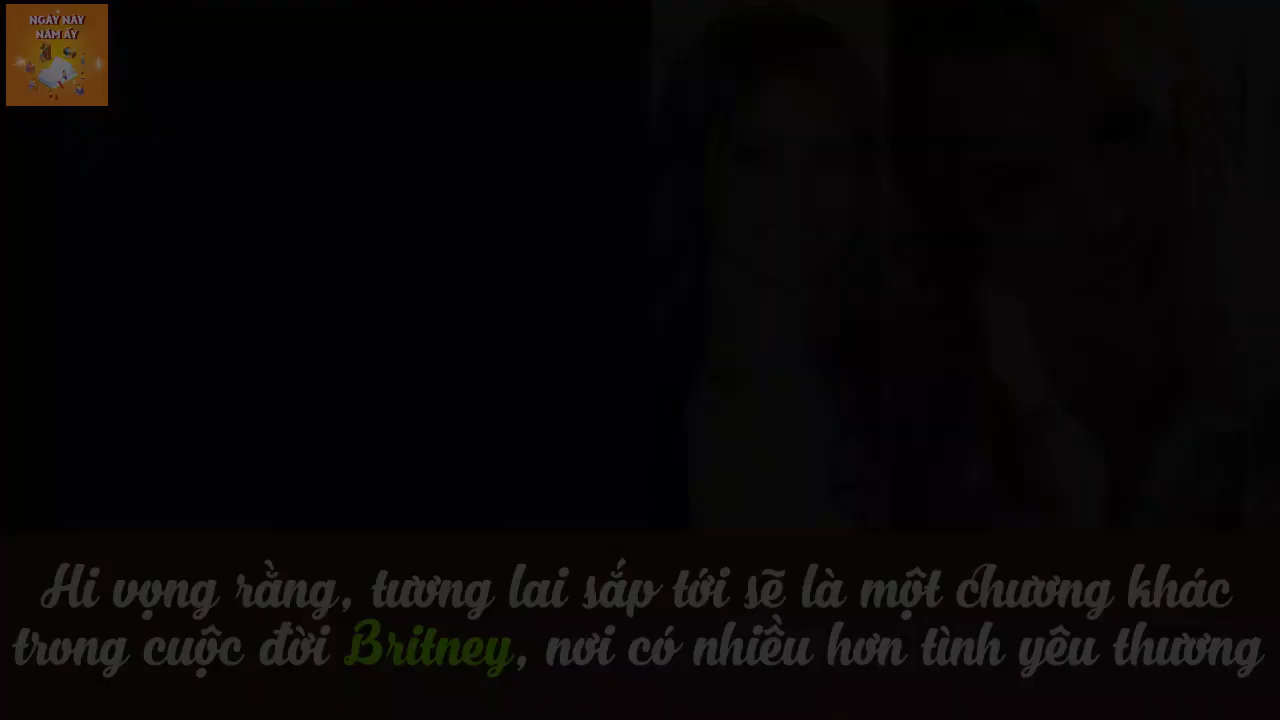 NGÀY NÀY
NĂM ẤY
Hi vọng rằng, tương lai sắp tới sẽ là một chương khác
trong cuộc đời Britney, nơi có nhiều hơn tình yêu thương